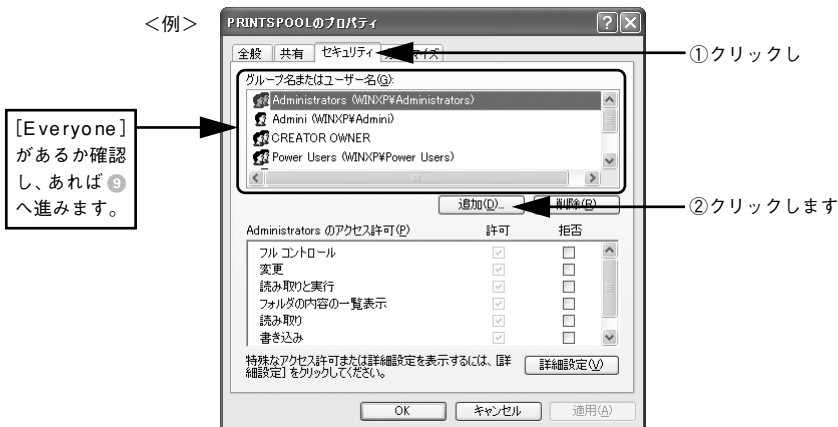 ＜例＞
PRINTSPOOLのプロパティ
全般 共有 セキュリティ
①クリックし
グループ名またはユーザー名(G):
Administrators (WINXP¥Administrators)
Admini (WINXP¥Admini)
CREATOR OWNER
Power Users (WINXP¥Power Users)
[Everyone]
があるか確認
し、あれば ⑨
へ進みます。
追加(D)... 削除(R)
②クリックします
Administrators のアクセス許可(P) 許可 拒否
フル コントロール
変更
読み取りと実行
フォルダの内容の一覧表示
読み取り
書き込み
特殊なアクセス許可または詳細設定を表示するには、[詳
細設定] をクリックしてください。
詳細設定(V)
OK キャンセル 適用(A)